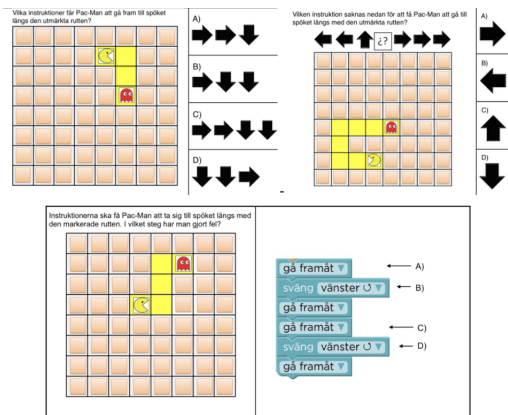 Vilka instruktioner får Pac-Man att gå fram till spöket
längs den utmärkta rutten?
A)
B)
C)
D)
Vilken instruktion saknas nedan för att få Pac-Man att gå till
spöket längs med den utmärkta rutten?
¿?
A)
B)
C)
D)
Instruktionerna ska få Pac-Man att ta sig till spöket längs med
den markerade rutten. I vilket steg har man gjort fel?
gå framåt
A)
sväng vänster
B)
gå framåt
gå framåt
C)
sväng vänster
D)
gå framåt